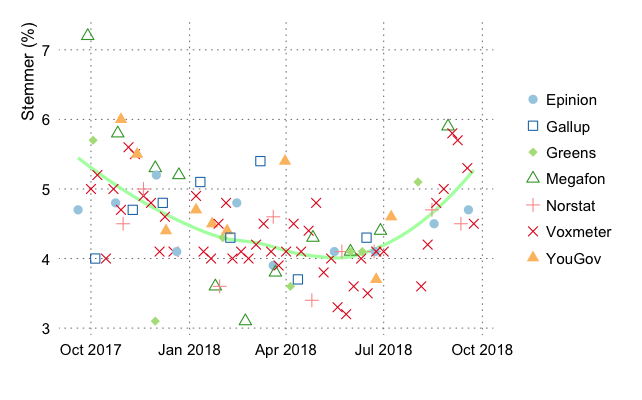 Stemmer (%)
7
6
5
4
3
Oct 2017
Jan 2018
Apr 2018
Jul 2018
Oct 2018
Epinion
Gallup
Greens
Megafon
Norstat
Voxmeter
YouGov